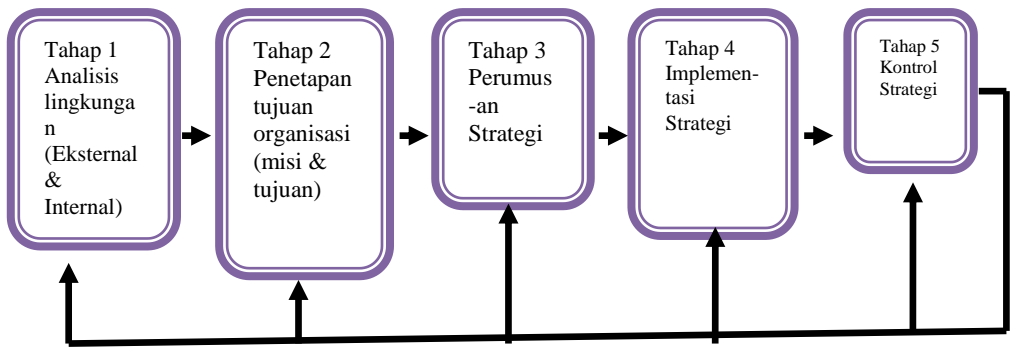 Tahap 1
Analisis
lingkunga
n
(Eksternal
&
Internal)
Tahap 2
Penetapan
tujuan
organisasi
(misi &
tujuan)
Tahap 3
Perumus
-an
Strategi
Tahap 4
Implemen-
tasi
Strategi
Tahap 5
Kontrol
Strategi